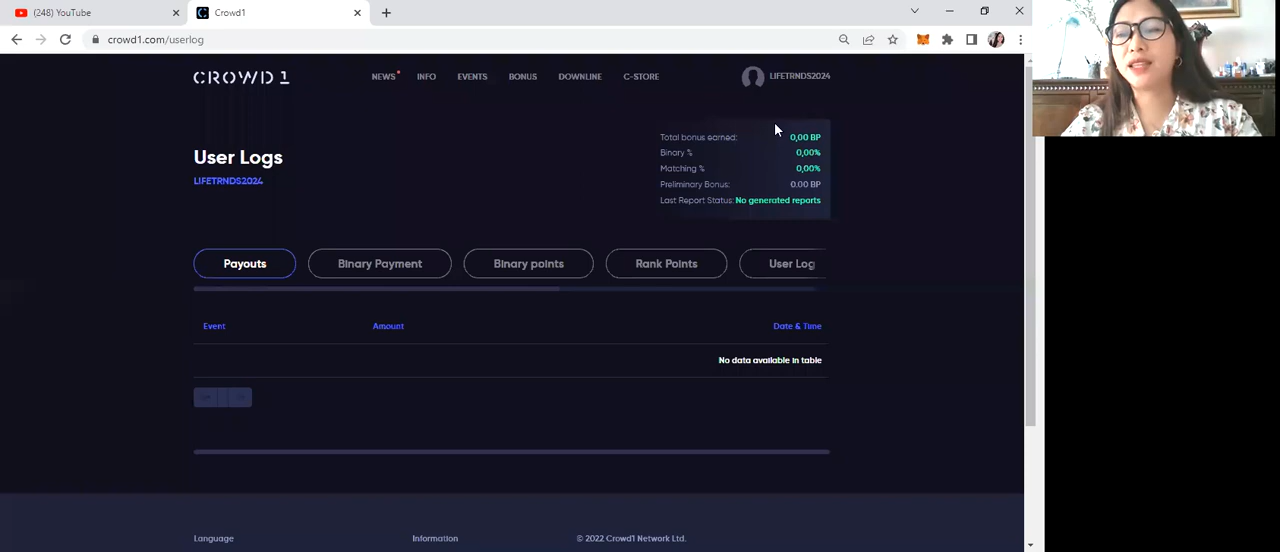 (248) YouTube
Crowd1
crowd1.com/userlog
CROWD 1
NEWS INFO EVENTS BONUS DOWNLINE C-STORE LIFETRNDS2024
Total bonus earned: 0,00 BP
Binary % 0,00%
Matching % 0,00%
Preliminary Bonus: 0.00 BP
Last Report Status: No generated reports
User Logs
LIFETRNDS2024
Payouts Binary Payment Binary points Rank Points User Log
Event Amount Date & Time
No data available in table
Language Information © 2022 Crowd1 Network Ltd.